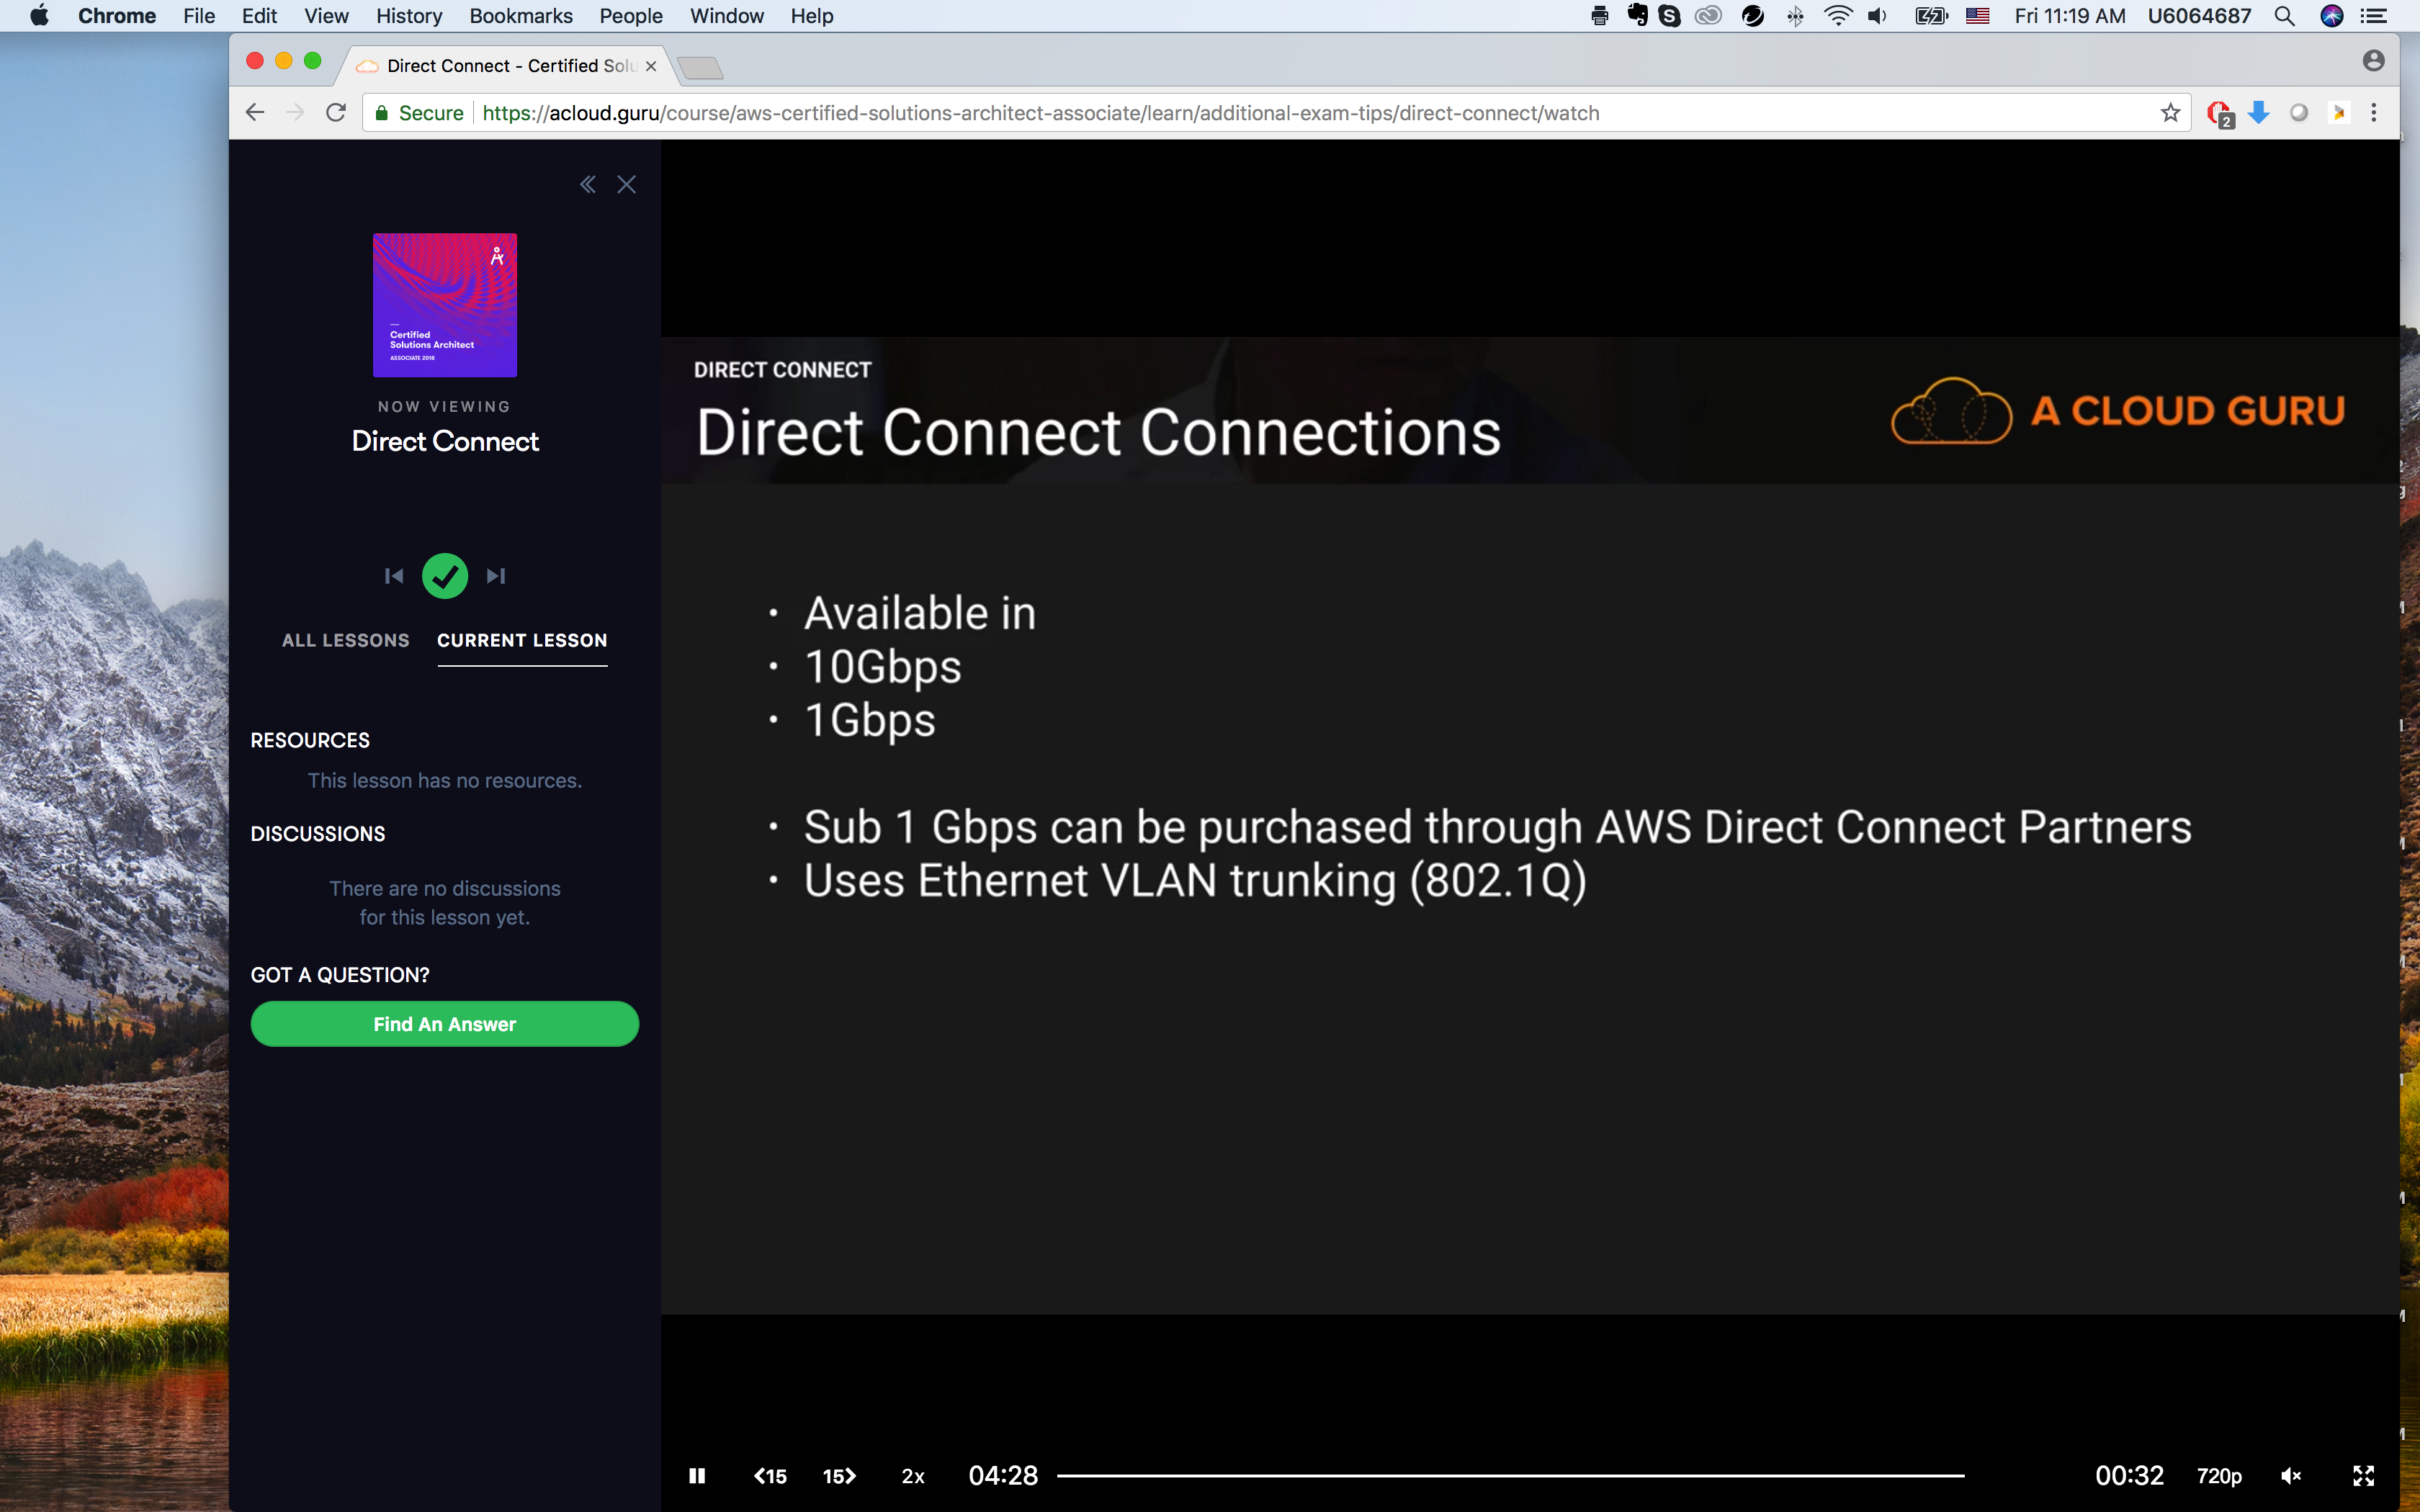 Chrome File Edit View History Bookmarks People Window Help Fri 11:19 AM U6064687
Direct Connect - Certified Solu
Secure https://acloud.guru/course/aws-certified-solutions-architect-associate/learn/additional-exam-tips/direct-connect/watch
2
Certified
Solutions Architect
ASSOCIATE 2018
NOW VIEWING
Direct Connect
ALL LESSONS CURRENT LESSON
RESOURCES
This lesson has no resources.
DISCUSSIONS
There are no discussions
for this lesson yet.
GOT A QUESTION?
Find An Answer
DIRECT CONNECT
Direct Connect Connections
A CLOUD GURU
• Available in
• 10Gbps
• 1Gbps
• Sub 1 Gbps can be purchased through AWS Direct Connect Partners
• Uses Ethernet VLAN trunking (802.1Q)
15 15 2x 04:28 00:32 720p